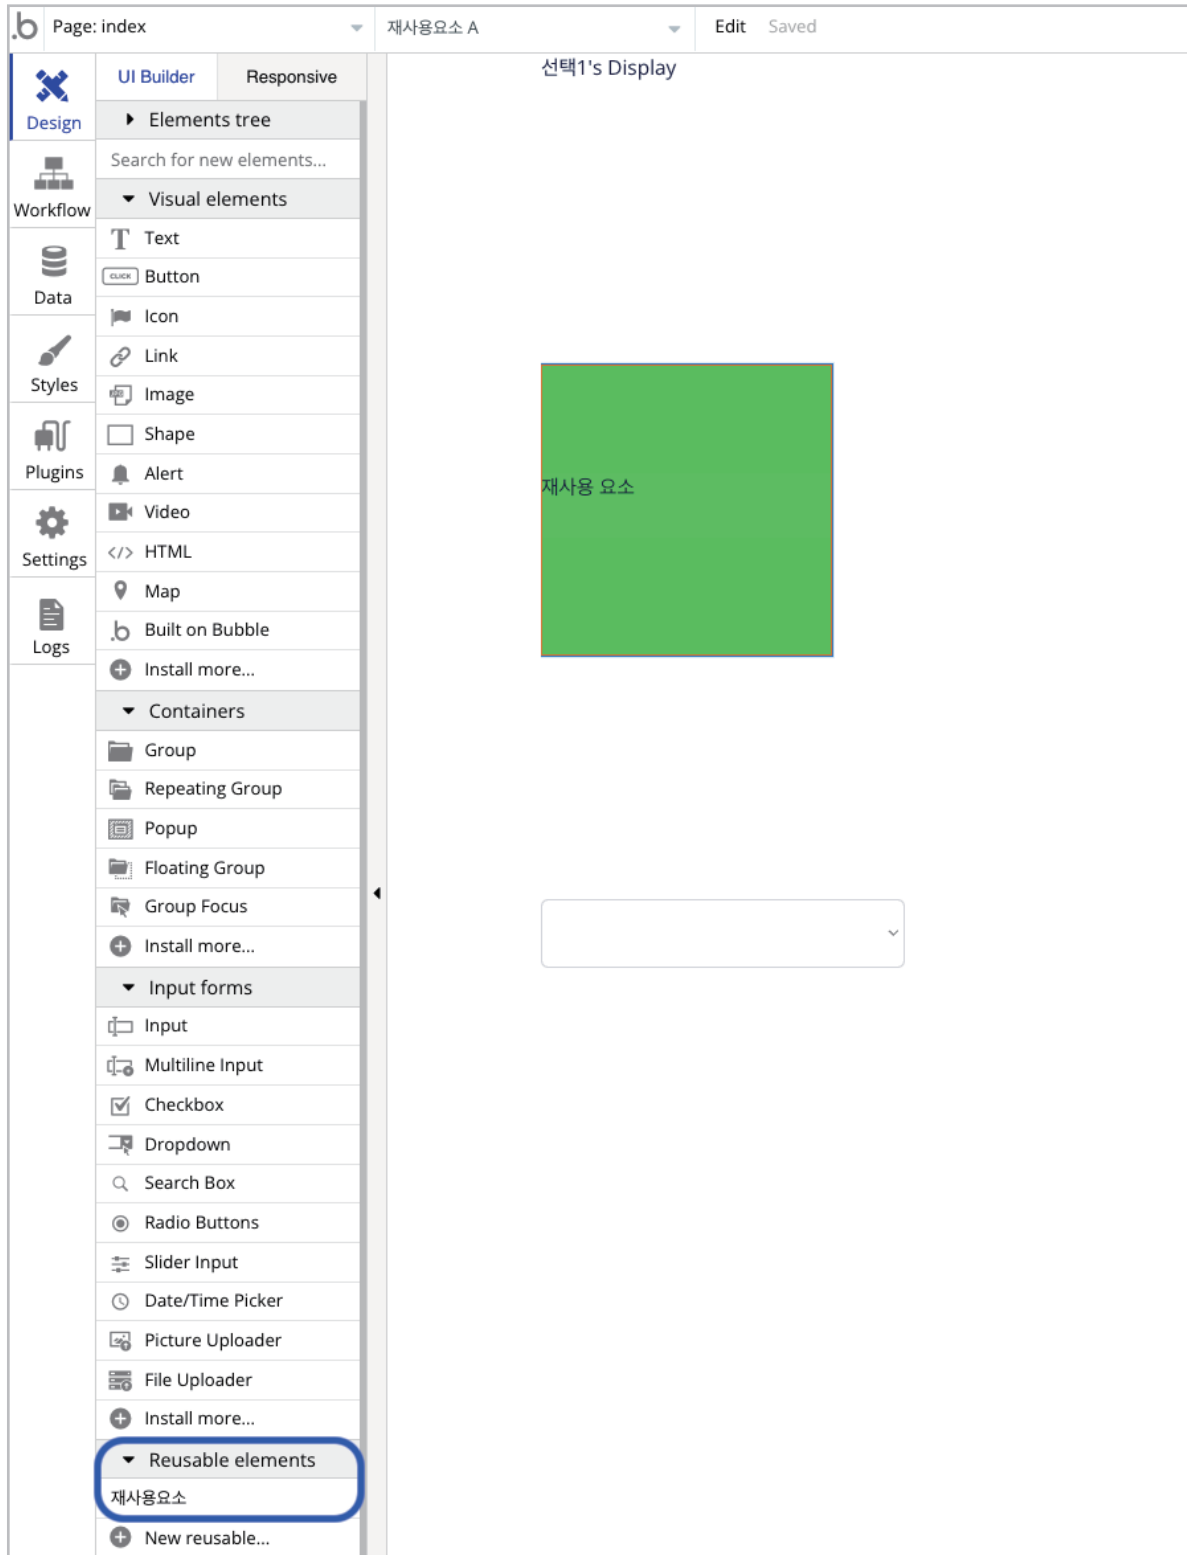 .b Page: index 재사용요소 A Edit Saved
선택1's Display
UI Builder Responsive
Design
Workflow
Data
Styles
Plugins
Settings
Logs
Elements tree
Search for new elements...
Visual elements
T Text
CLICK Button
Icon
Link
Image
Shape
Alert
Video
</> HTML
Map
.b Built on Bubble
Install more...
Containers
Group
Repeating Group
Popup
Floating Group
Group Focus
Install more...
Input forms
Input
Multiline Input
Checkbox
Dropdown
Search Box
Radio Buttons
Slider Input
Date/Time Picker
Picture Uploader
File Uploader
Install more...
Reusable elements
재사용요소
New reusable...
재사용 요소